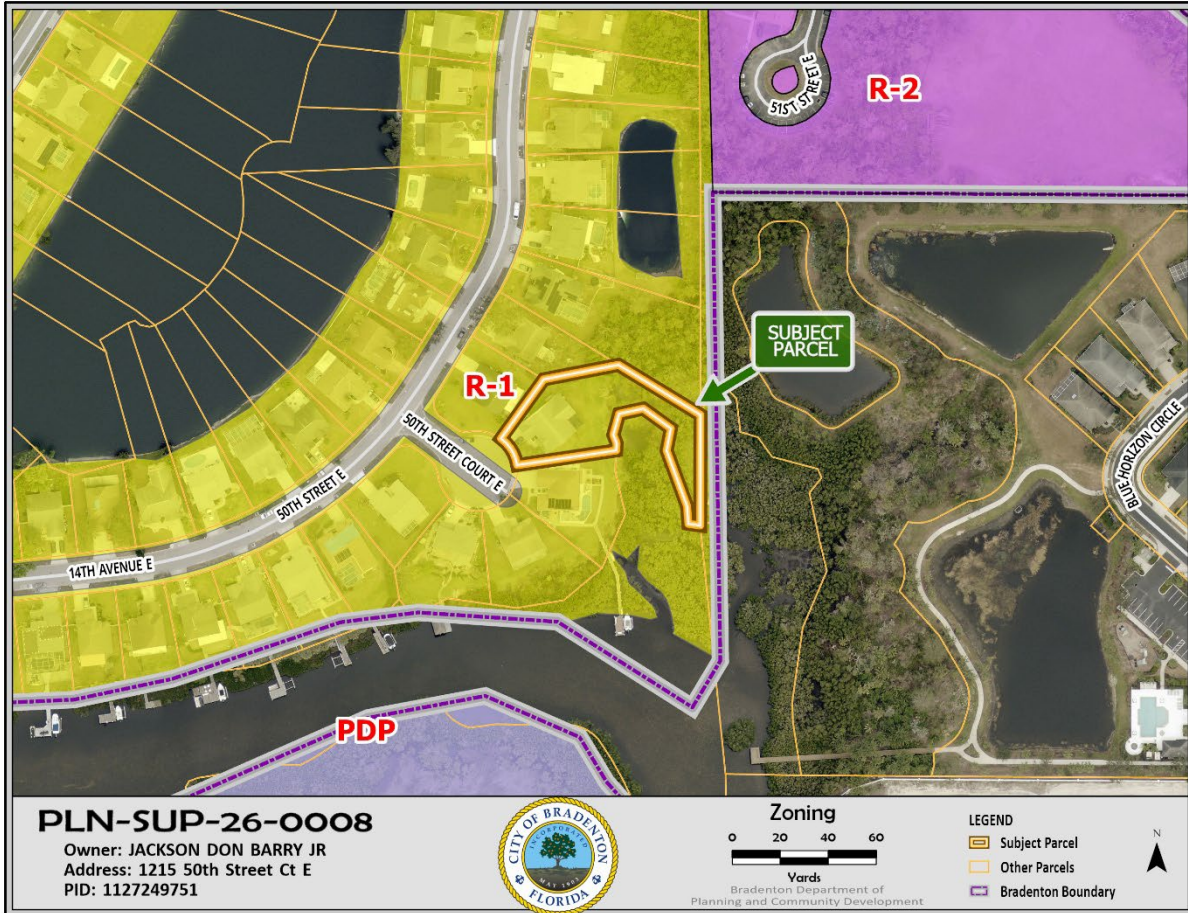 R-2
51ST STREET E
SUBJECT
PARCEL
R-1
50TH STREET COURT E
50TH STREET E
14TH AVENUE E
BLUE HORIZON CIRCLE
PDP
PLN-SUP-26-0008
Owner: JACKSON DON BARRY JR
Address: 1215 50th Street Ct E
PID: 1127249751
CITY OF BRADENTON
INCORPORATED
MAY 1903
FLORIDA
Zoning
0 20 40 60
Yards
Bradenton Department of
Planning and Community Development
LEGEND
Subject Parcel
Other Parcels
Bradenton Boundary
N